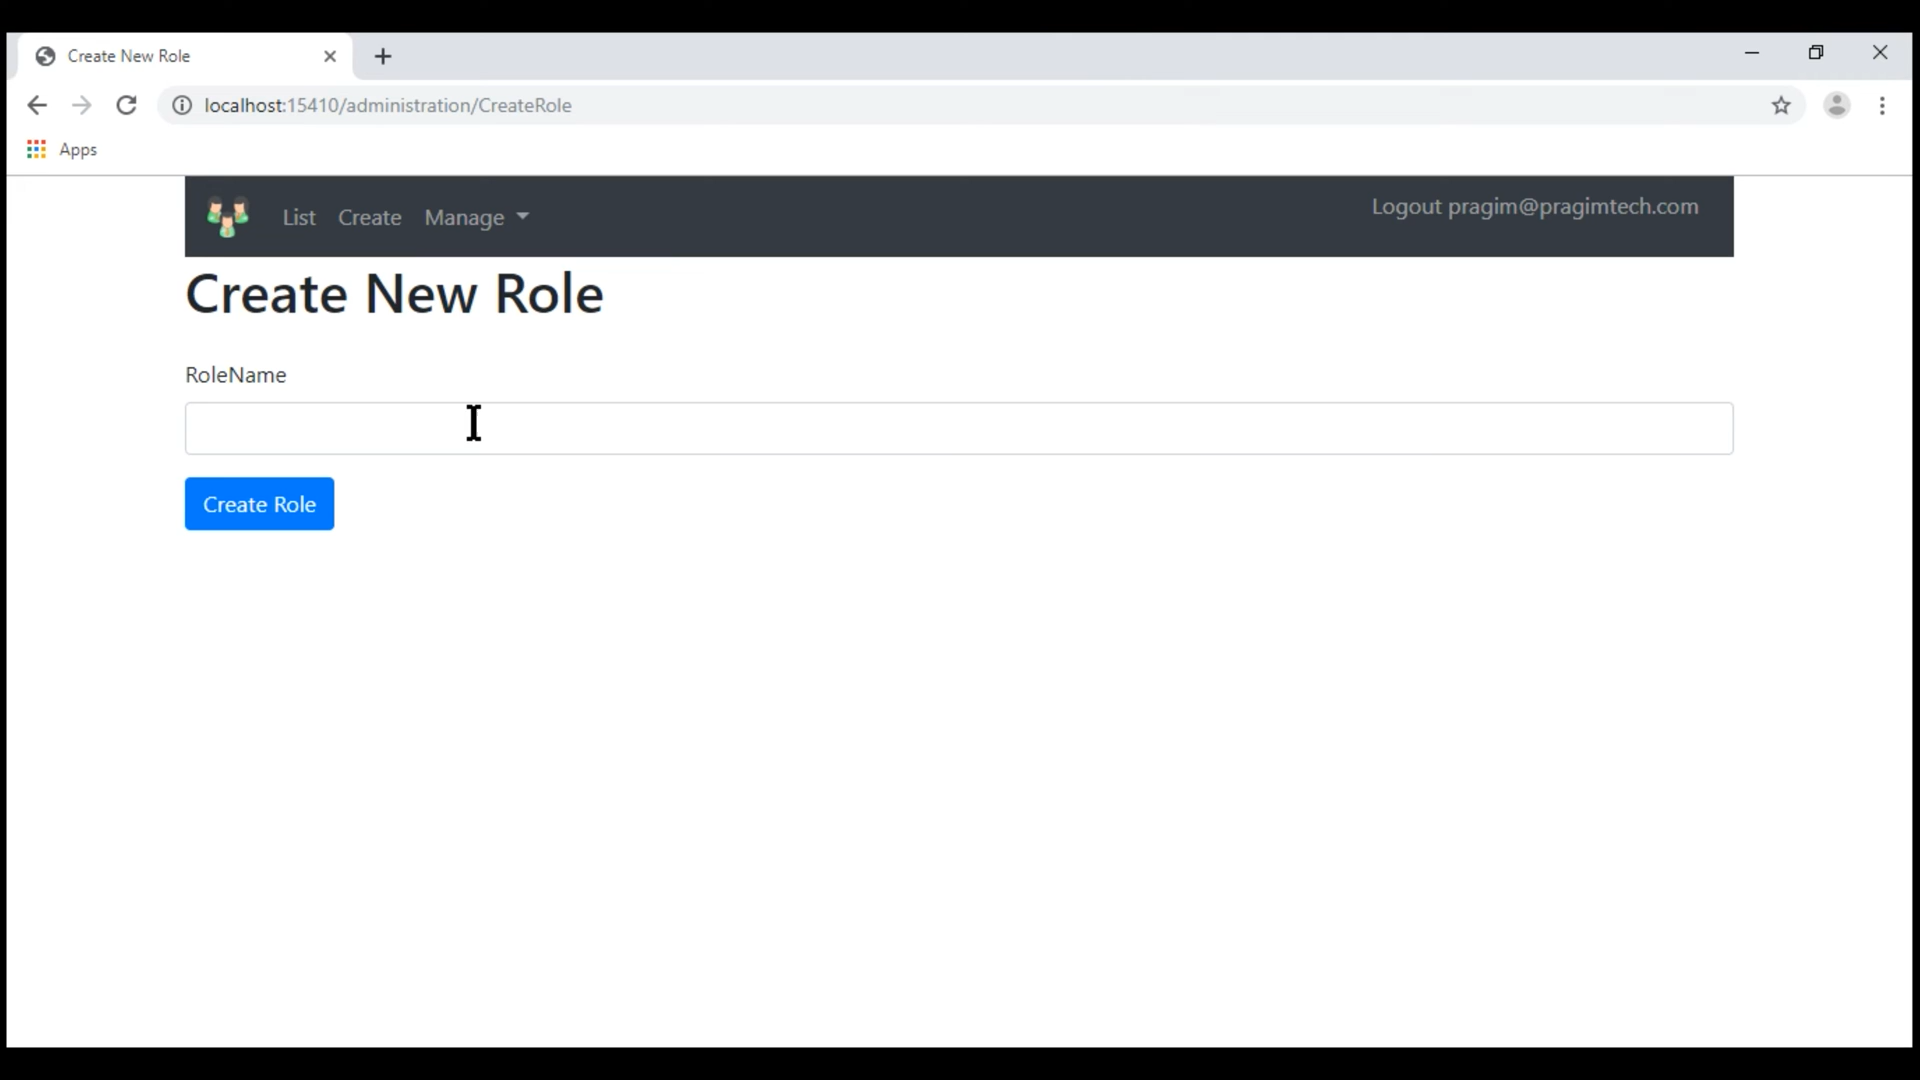 Create New Role
localhost:15410/administration/CreateRole
Apps
List Create Manage Logout pragim@pragimtech.com
Create New Role
RoleName
Create Role